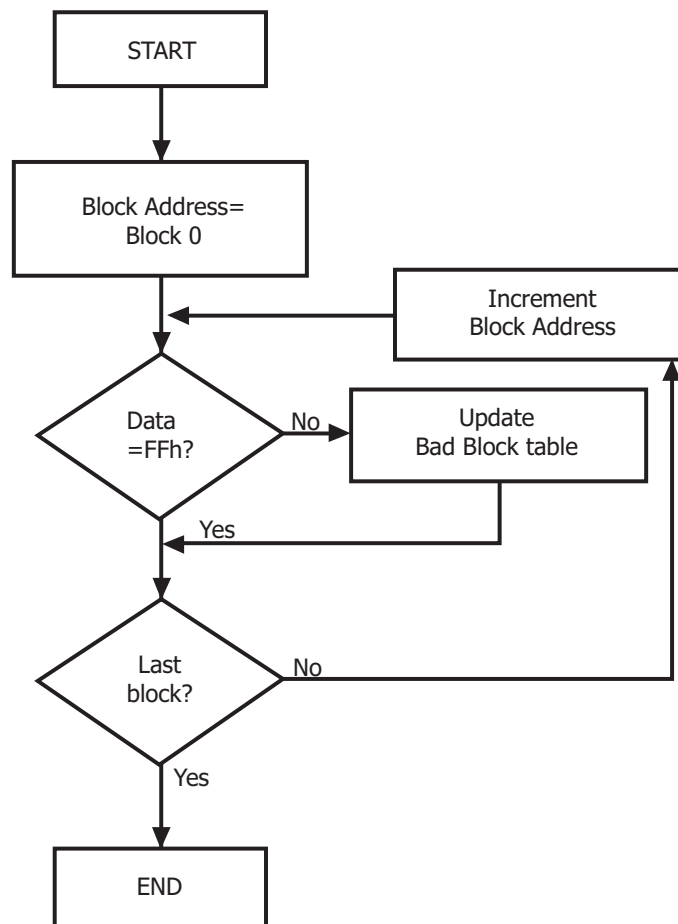 START
Block Address=
Block 0
Increment
Block Address
Data
=FFh?
No
Update
Bad Block table
Yes
Last
block?
No
Yes
END